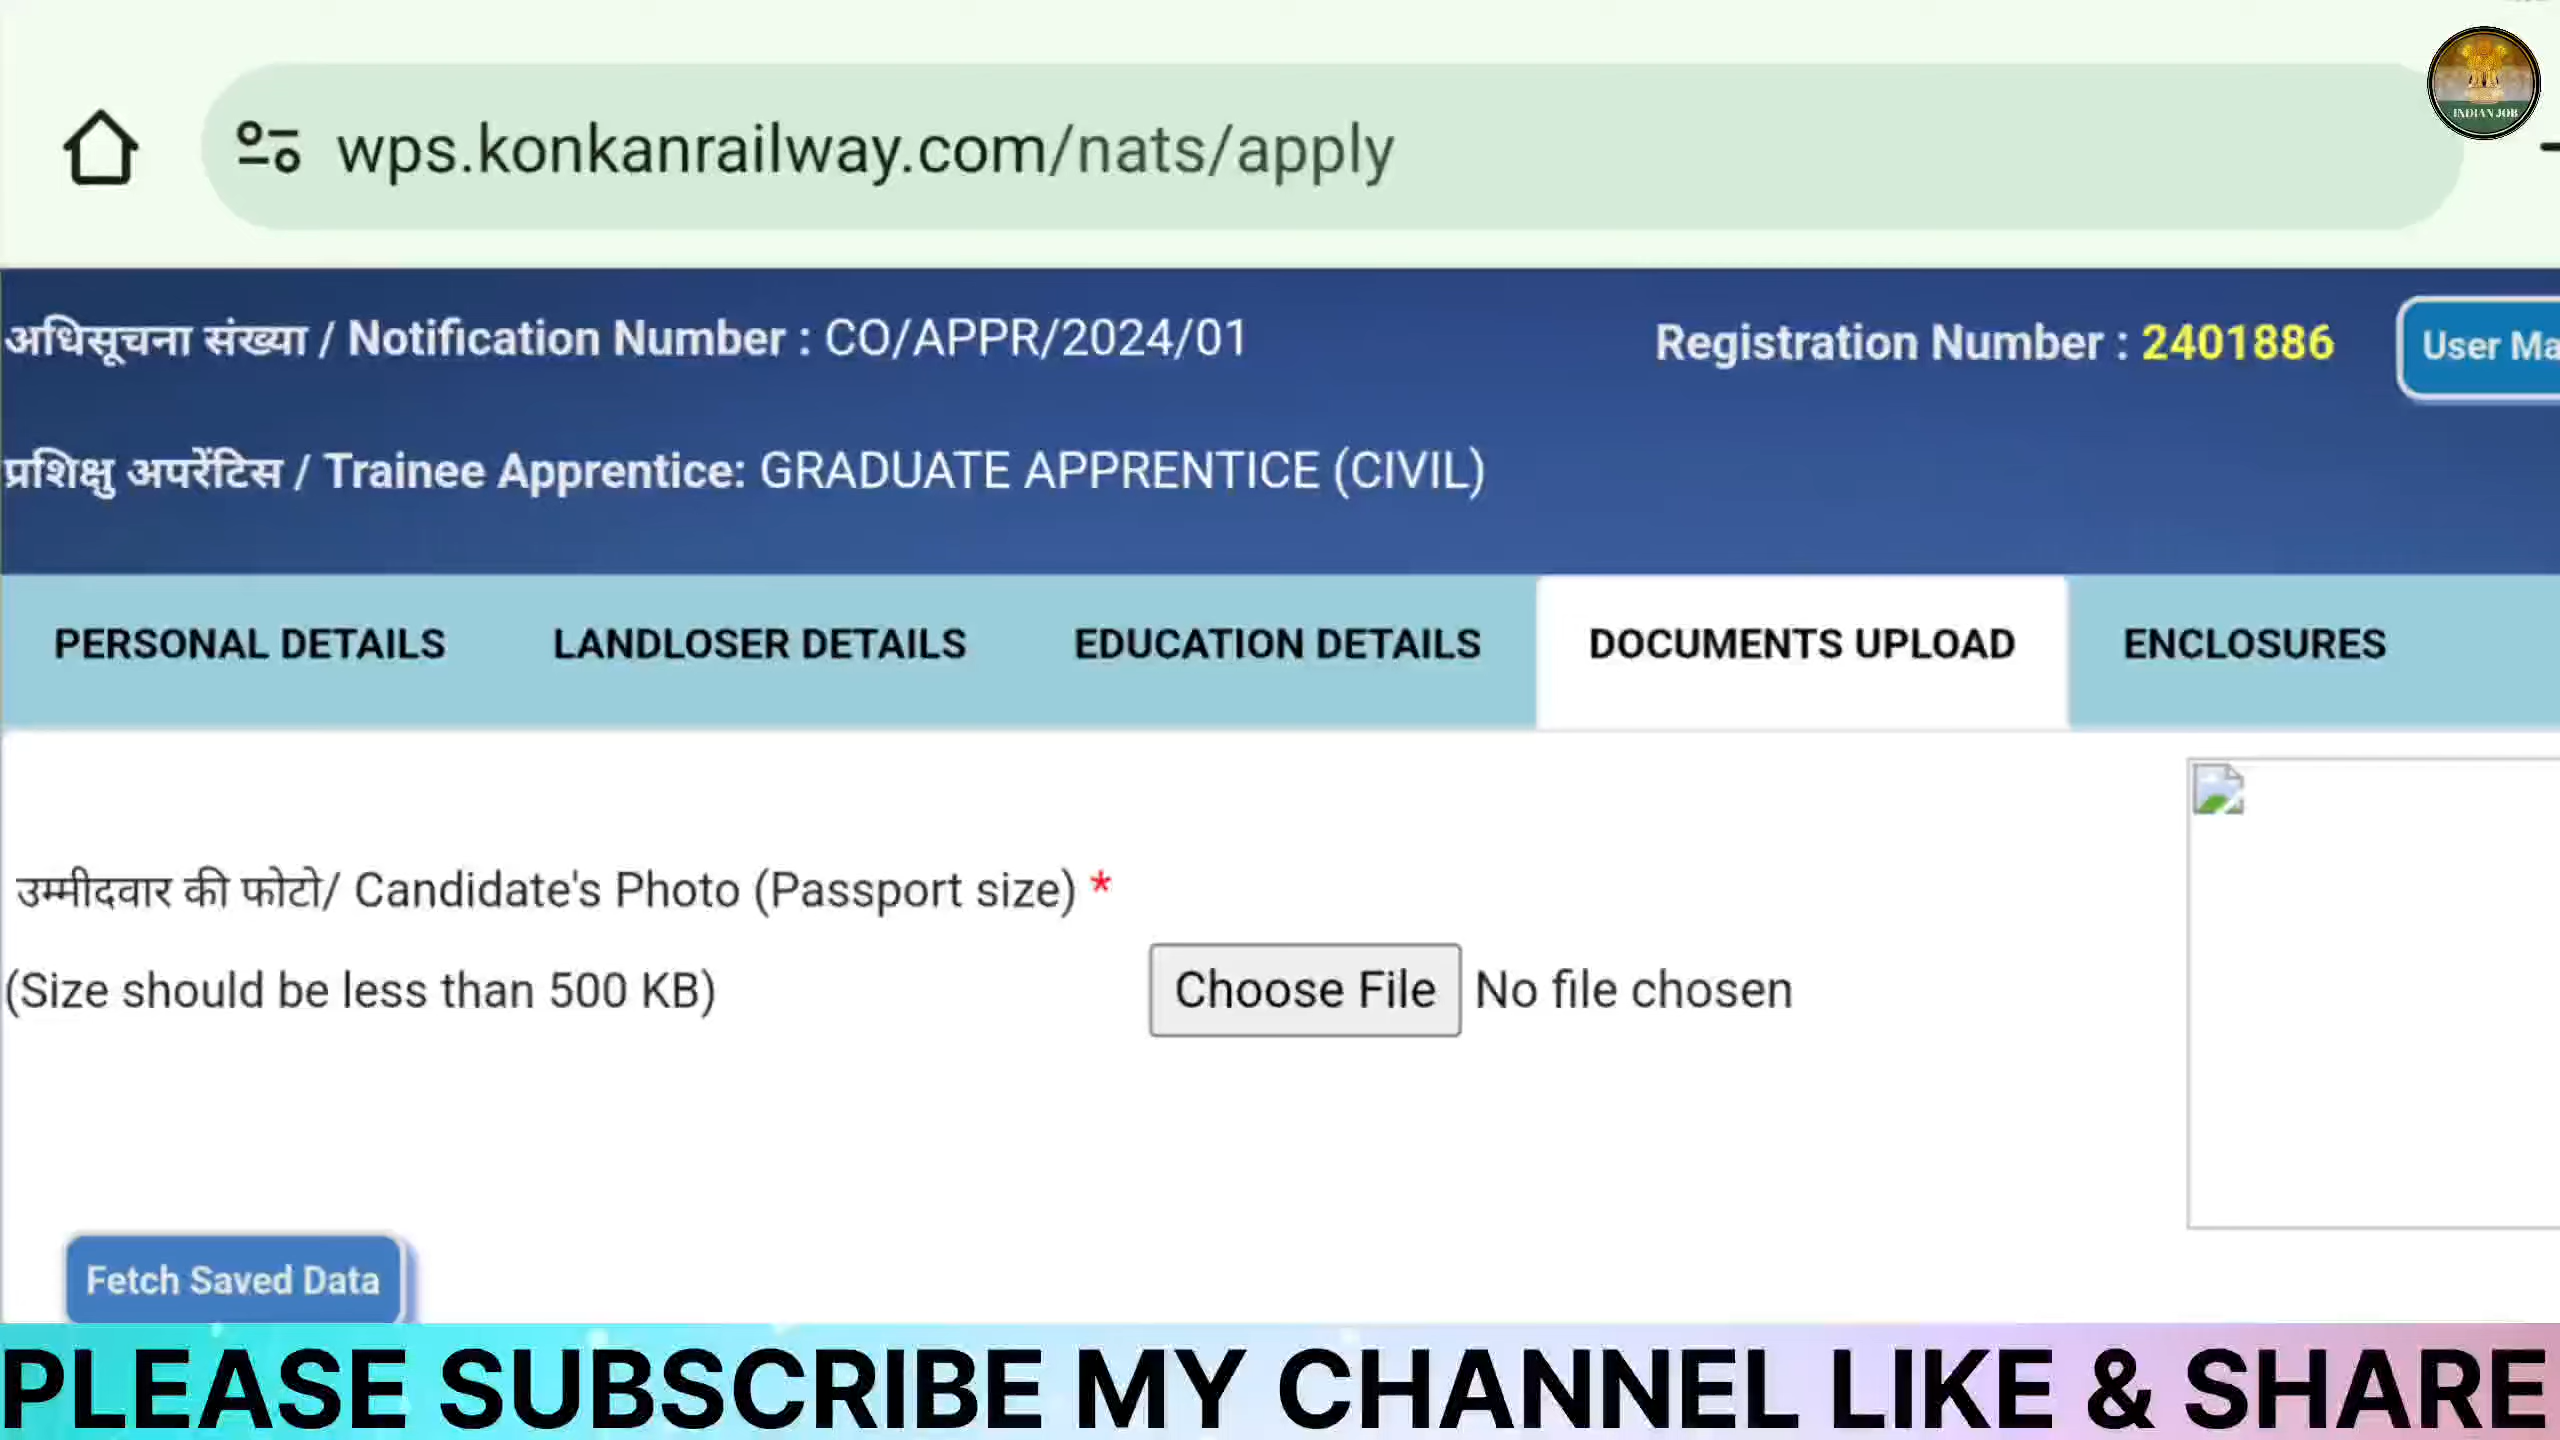 INDIAN JOB
wps.konkanrailway.com/nats/apply
अधिसूचना संख्या / Notification Number : CO/APPR/2024/01
Registration Number : 2401886
User Ma
प्रशिक्षु अपरेंटिस / Trainee Apprentice: GRADUATE APPRENTICE (CIVIL)
PERSONAL DETAILS LANDLOSER DETAILS EDUCATION DETAILS DOCUMENTS UPLOAD ENCLOSURES
उम्मीदवार की फोटो/ Candidate's Photo (Passport size) *
(Size should be less than 500 KB)
Choose File No file chosen
Fetch Saved Data
PLEASE SUBSCRIBE MY CHANNEL LIKE & SHARE